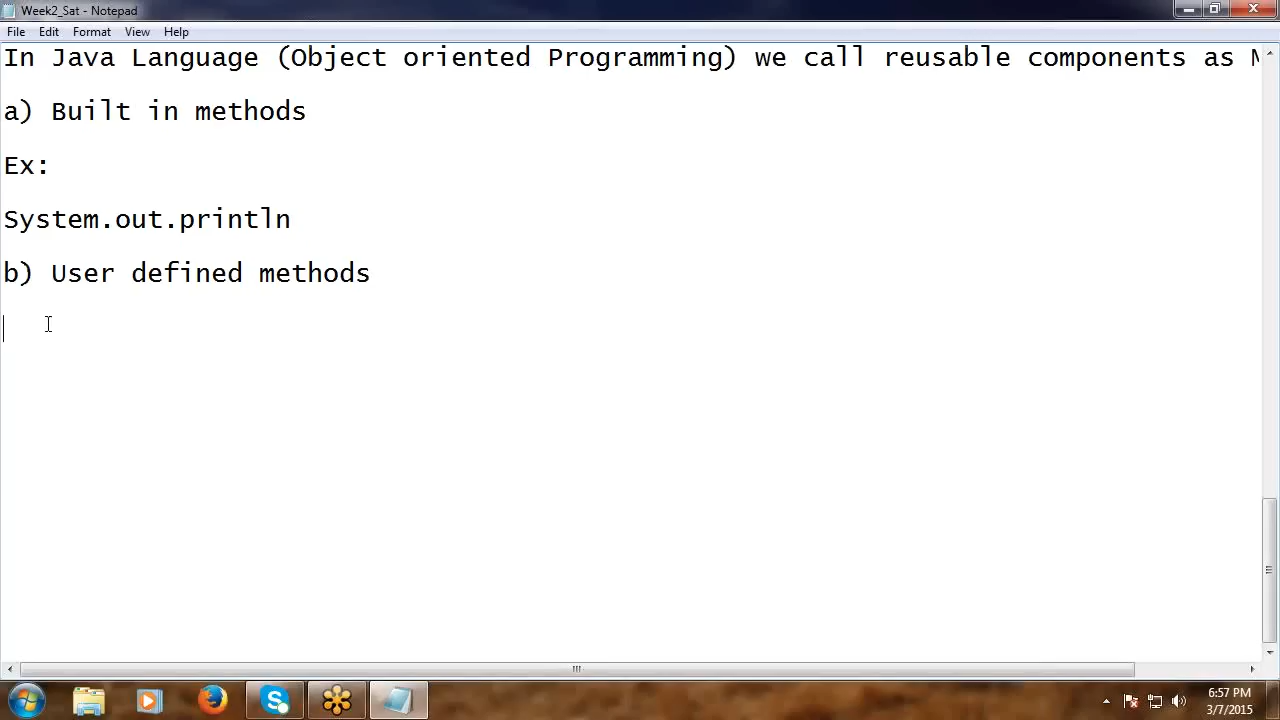 Week2_Sat - Notepad
File Edit Format View Help
In Java Language (Object oriented Programming) we call reusable components as
a) Built in methods
Ex:
System.out.println
b) User defined methods
6:57 PM
3/7/2015